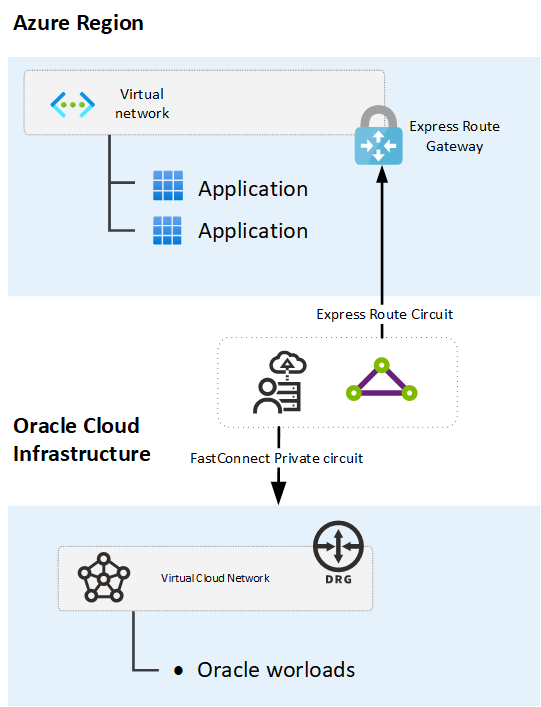 Azure Region
Virtual
network
Express Route
Gateway
Application
Application
Express Route Circuit
Oracle Cloud
Infrastructure
FastConnect Private circuit
DRG
Virtual Cloud Network
• Oracle worloads